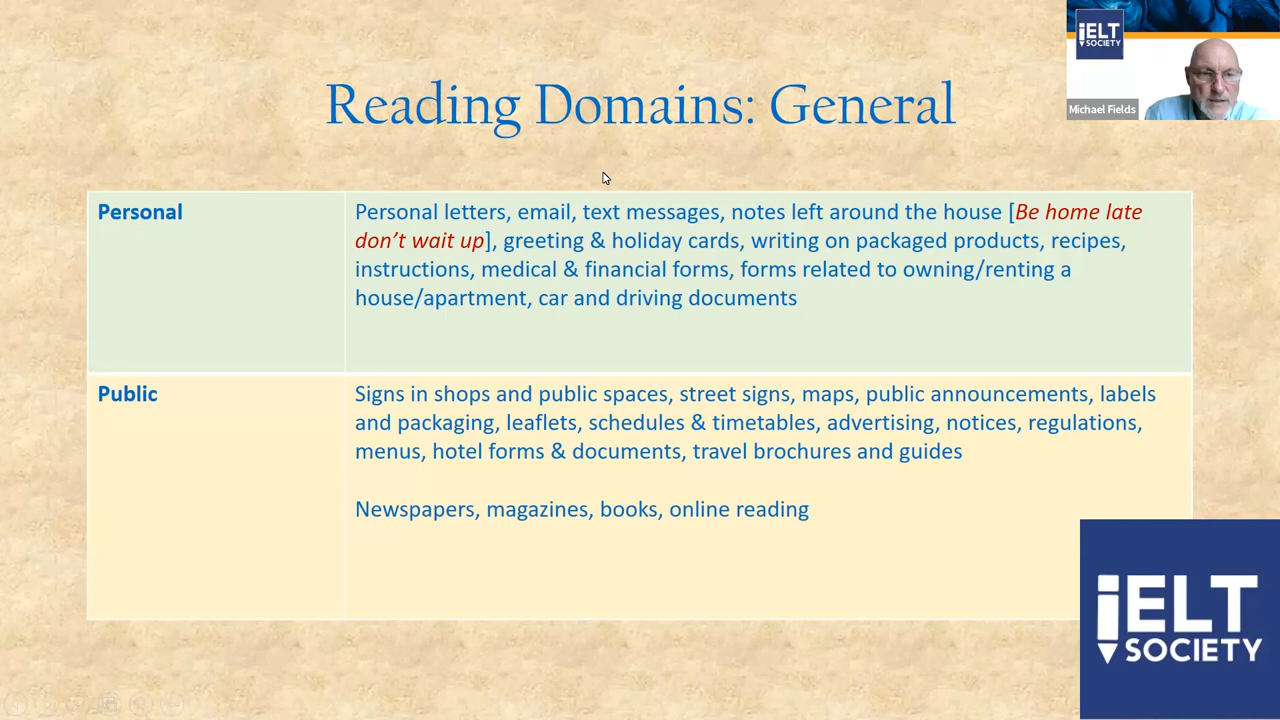 iELT
SOCIETY
Michael Fields
Reading Domains: General
Personal
Personal letters, email, text messages, notes left around the house [Be home late
don’t wait up], greeting & holiday cards, writing on packaged products, recipes,
instructions, medical & financial forms, forms related to owning/renting a
house/apartment, car and driving documents
Public
Signs in shops and public spaces, street signs, maps, public announcements, labels
and packaging, leaflets, schedules & timetables, advertising, notices, regulations,
menus, hotel forms & documents, travel brochures and guides
Newspapers, magazines, books, online reading
iELT
SOCIETY